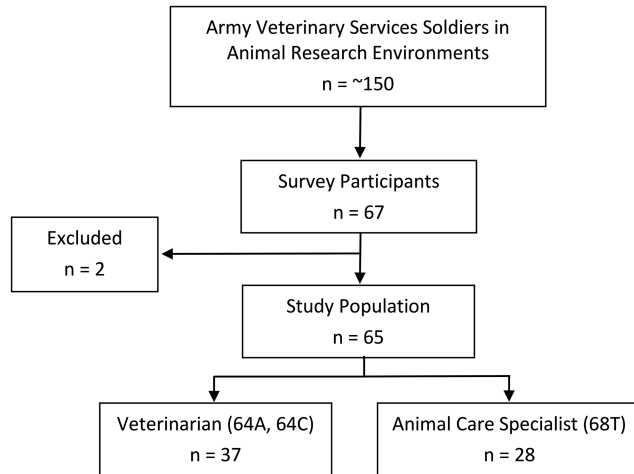 Army Veterinary Services Soldiers in
Animal Research Environments
n = ~150
Survey Participants
n = 67
Excluded
n = 2
Study Population
n = 65
Veterinarian (64A, 64C)
n = 37
Animal Care Specialist (68T)
n = 28